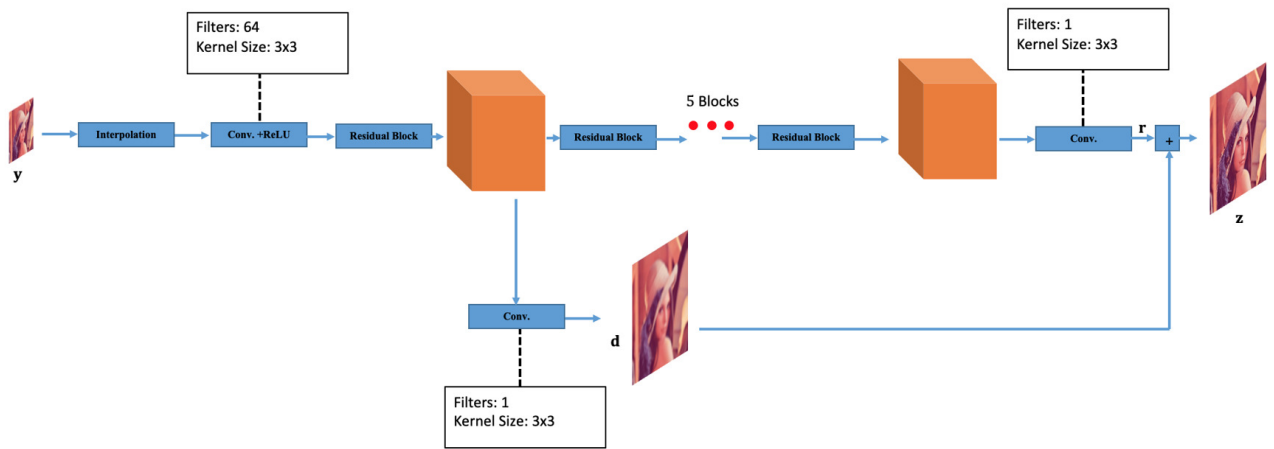 Filters: 64
Kernel Size: 3x3
Filters: 1
Kernel Size: 3x3
5 Blocks
y
Interpolation
Conv. +ReLU
Residual Block
Residual Block
Residual Block
Conv.
r
+
z
Conv.
d
Filters: 1
Kernel Size: 3x3